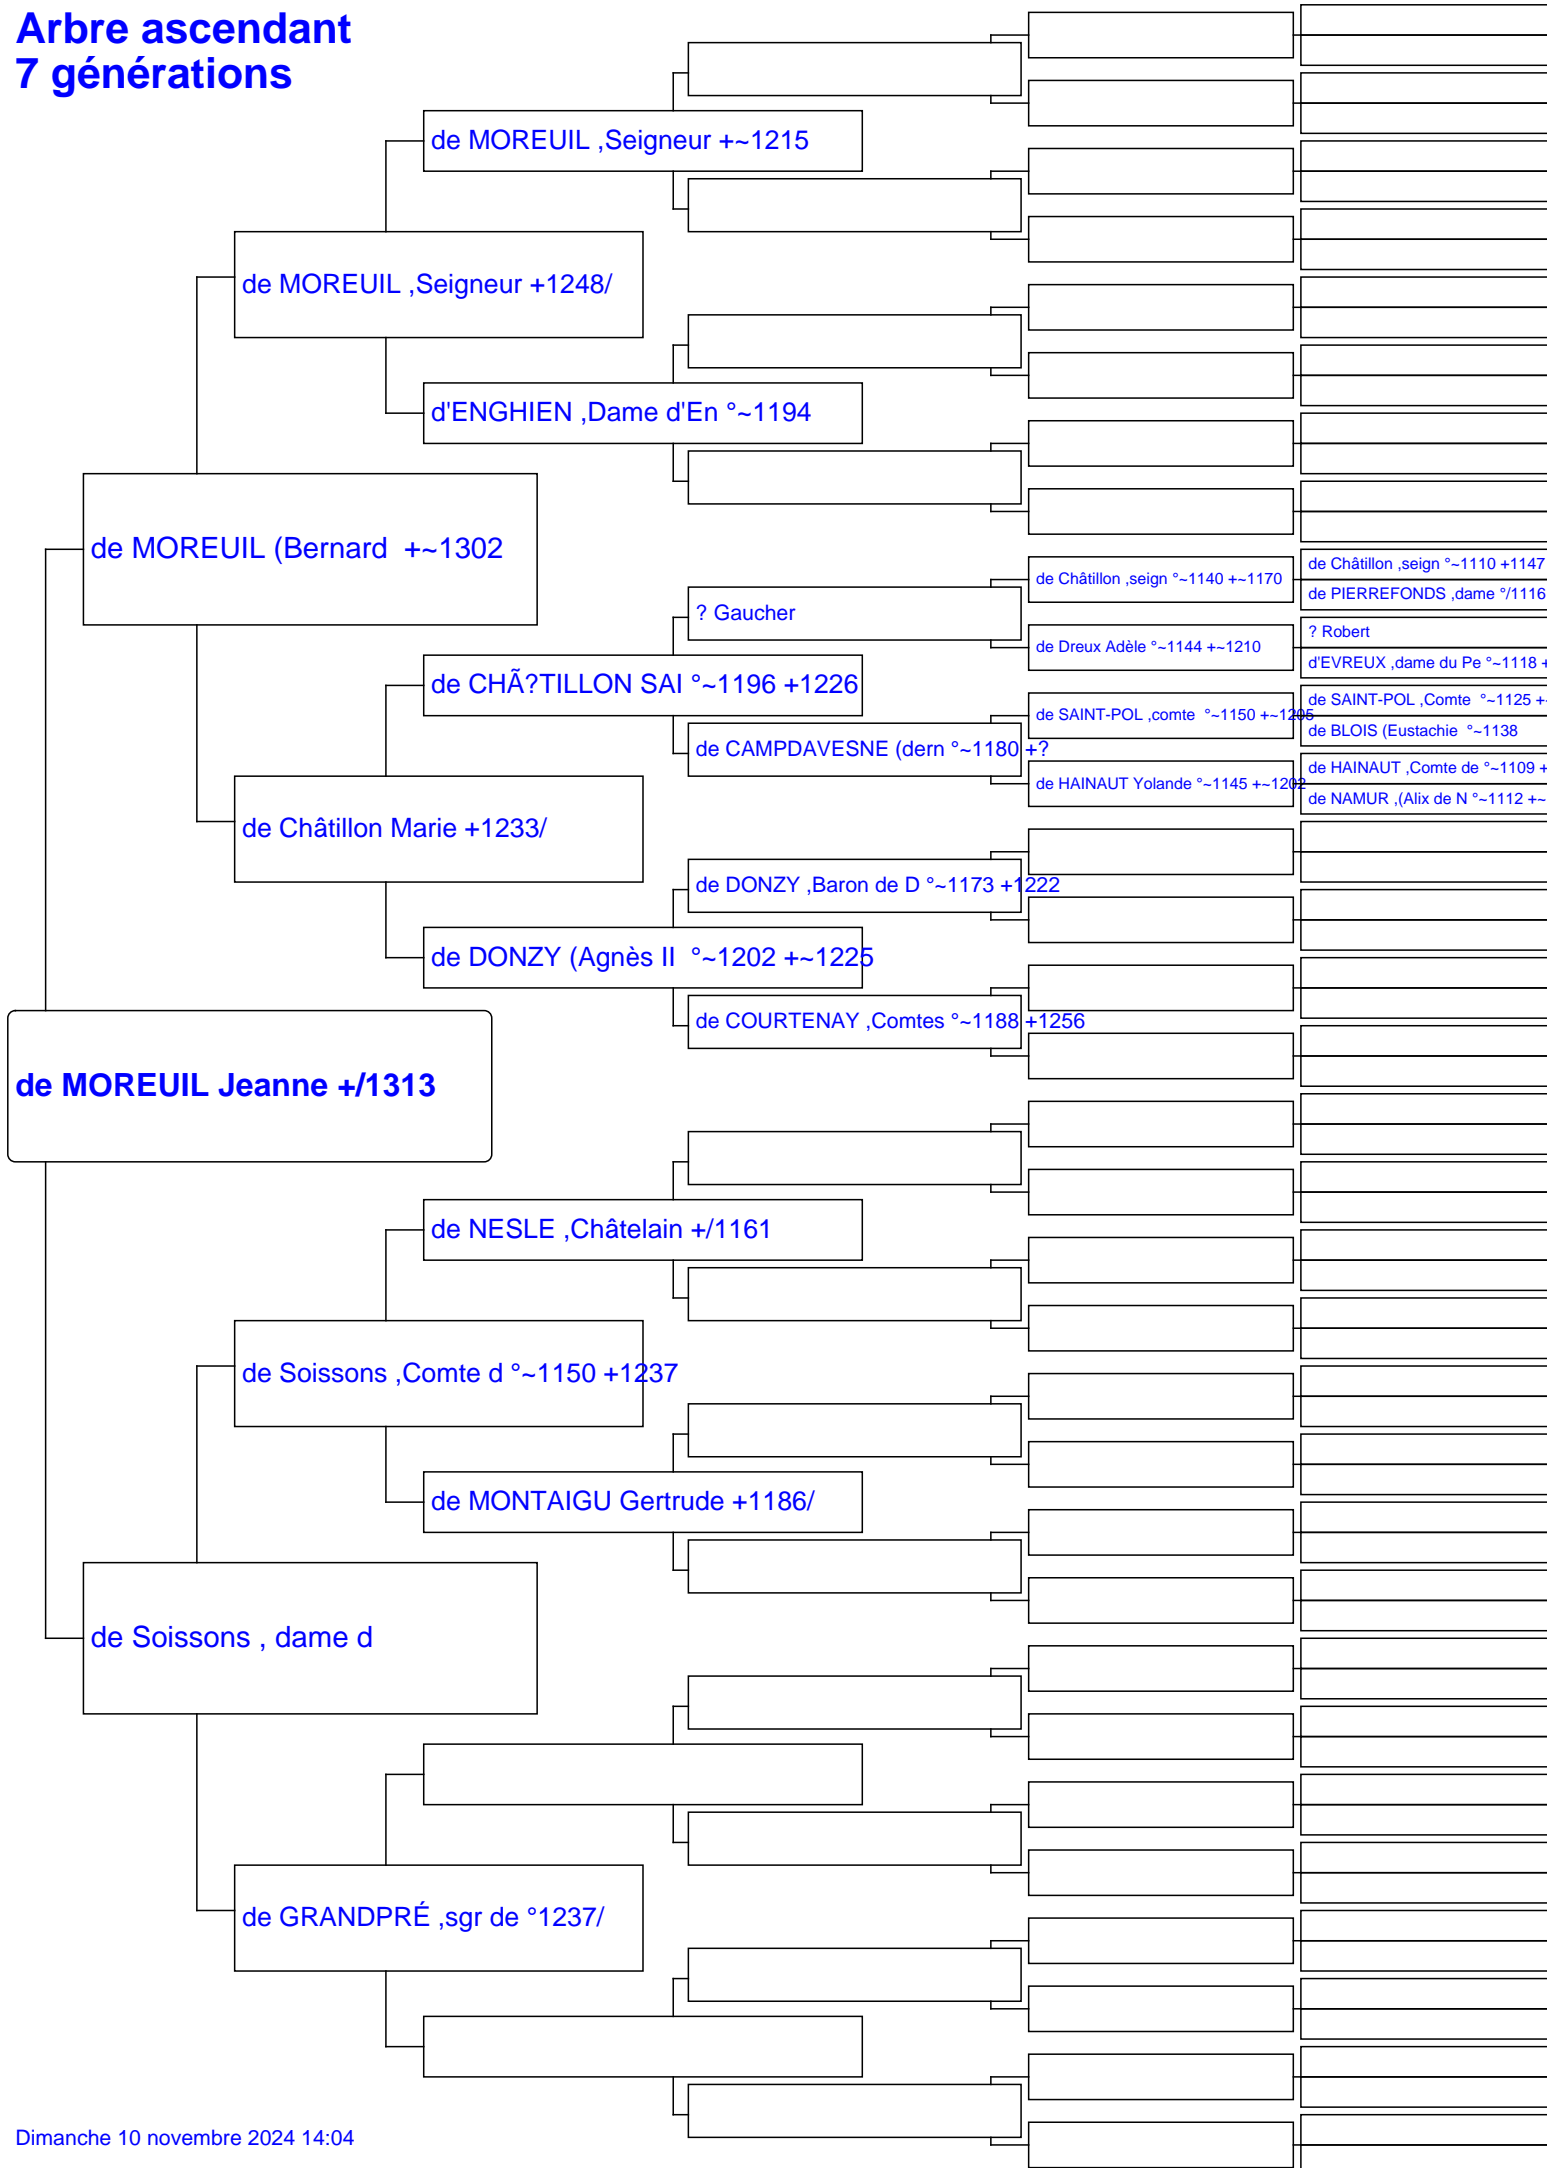 Arbre ascendant
7 générations
de MOREUIL ,Seigneur +~1215
de MOREUIL ,Seigneur +1248/
d'ENGHIEN ,Dame d'En °~1194
de MOREUIL (Bernard  +~1302
? Gaucher
de Châtillon ,seign °~1140 +~1170
de Châtillon ,seign °~1110 +1147
de PIERREFONDS ,dame °/1116
de Dreux Adèle °~1144 +~1210
? Robert
d'EVREUX ,dame du Pe °~1118 +
de CHÃ?TILLON SAI °~1196 +1226
de SAINT-POL ,comte  °~1150 +~1205
de SAINT-POL ,Comte  °~1125 +~
de BLOIS (Eustachie  °~1138
de CAMPDAVESNE (dern °~1180 +?
de HAINAUT Yolande °~1145 +~1202
de HAINAUT ,Comte de °~1109 +
de NAMUR ,(Alix de N °~1112 +~
de Châtillon Marie +1233/
de DONZY ,Baron de D °~1173 +1222
de DONZY (Agnès II  °~1202 +~1225
de COURTENAY ,Comtes °~1188 +1256
de MOREUIL Jeanne +/1313
de NESLE ,Châtelain +/1161
de Soissons ,Comte d °~1150 +1237
de MONTAIGU Gertrude +1186/
de Soissons , dame d
de GRANDPRÉ ,sgr de °1237/
Dimanche 10 novembre 2024 14:04